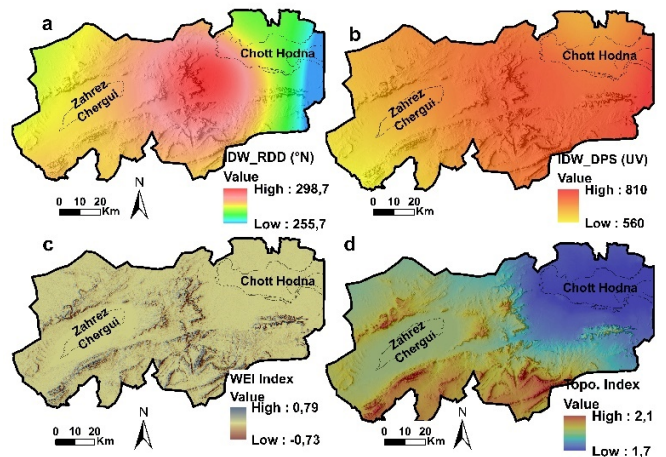 a
Chott Hodna
Zahrez
Chergui
IDW_RDD (°N)
Value
High : 298,7
Low : 255,7
N
0 10 20
Km
b
Chott Hodna
Zahrez
Chergui
IDW_DPS (UV)
Value
High : 810
Low : 560
N
0 10 20
Km
c
Chott Hodna
Zahrez
Chergui
WEI Index
Value
High : 0,79
Low : -0,73
N
0 10 20
Km
d
Chott Hodna
Zahrez
Chergui
Topo. Index
Value
High : 2,1
Low : 1,7
N
0 10 20
Km